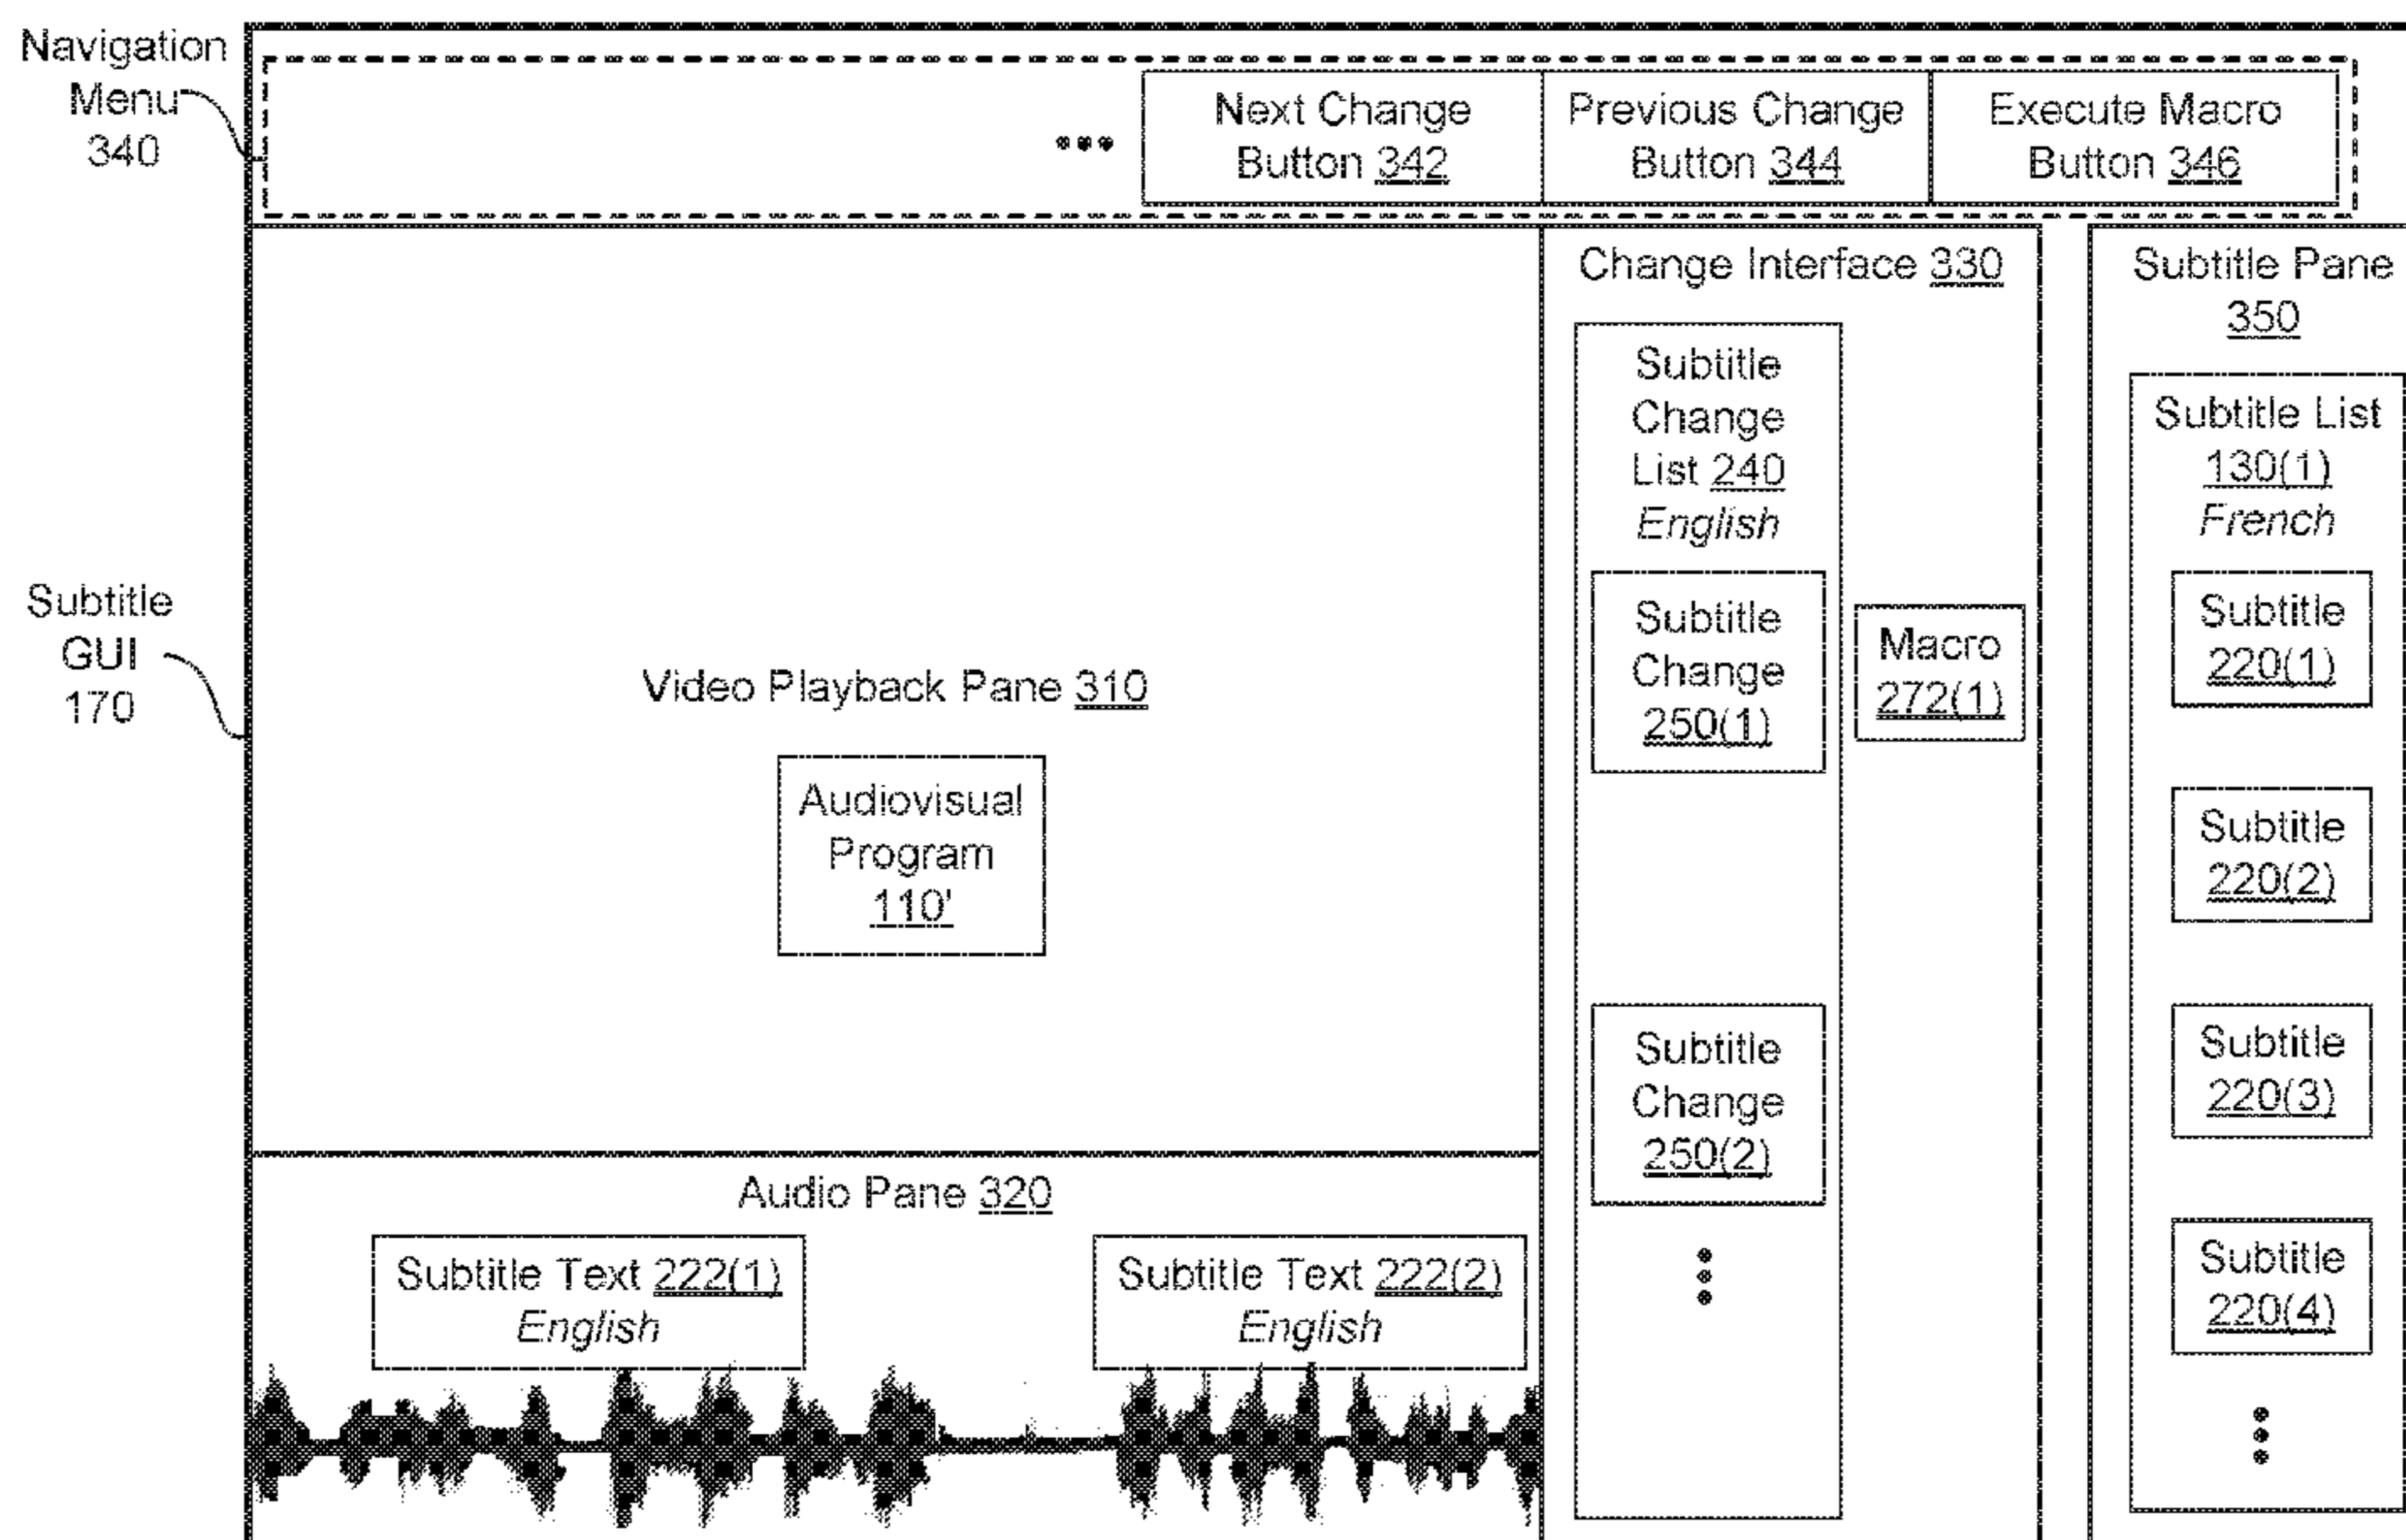 Navigation
Menu
340
•••
Next Change
Button 342
Previous Change
Button 344
Execute Macro
Button 346
Subtitle
GUI
170
Video Playback Pane 310
Audiovisual
Program
110'
Audio Pane 320
Subtitle Text 222(1)
English
Subtitle Text 222(2)
English
Change Interface 330
Subtitle
Change
List 240
English
Subtitle
Change
250(1)
Macro
272(1)
Subtitle
Change
250(2)
Subtitle Pane
350
Subtitle List
130(1)
French
Subtitle
220(1)
Subtitle
220(2)
Subtitle
220(3)
Subtitle
220(4)